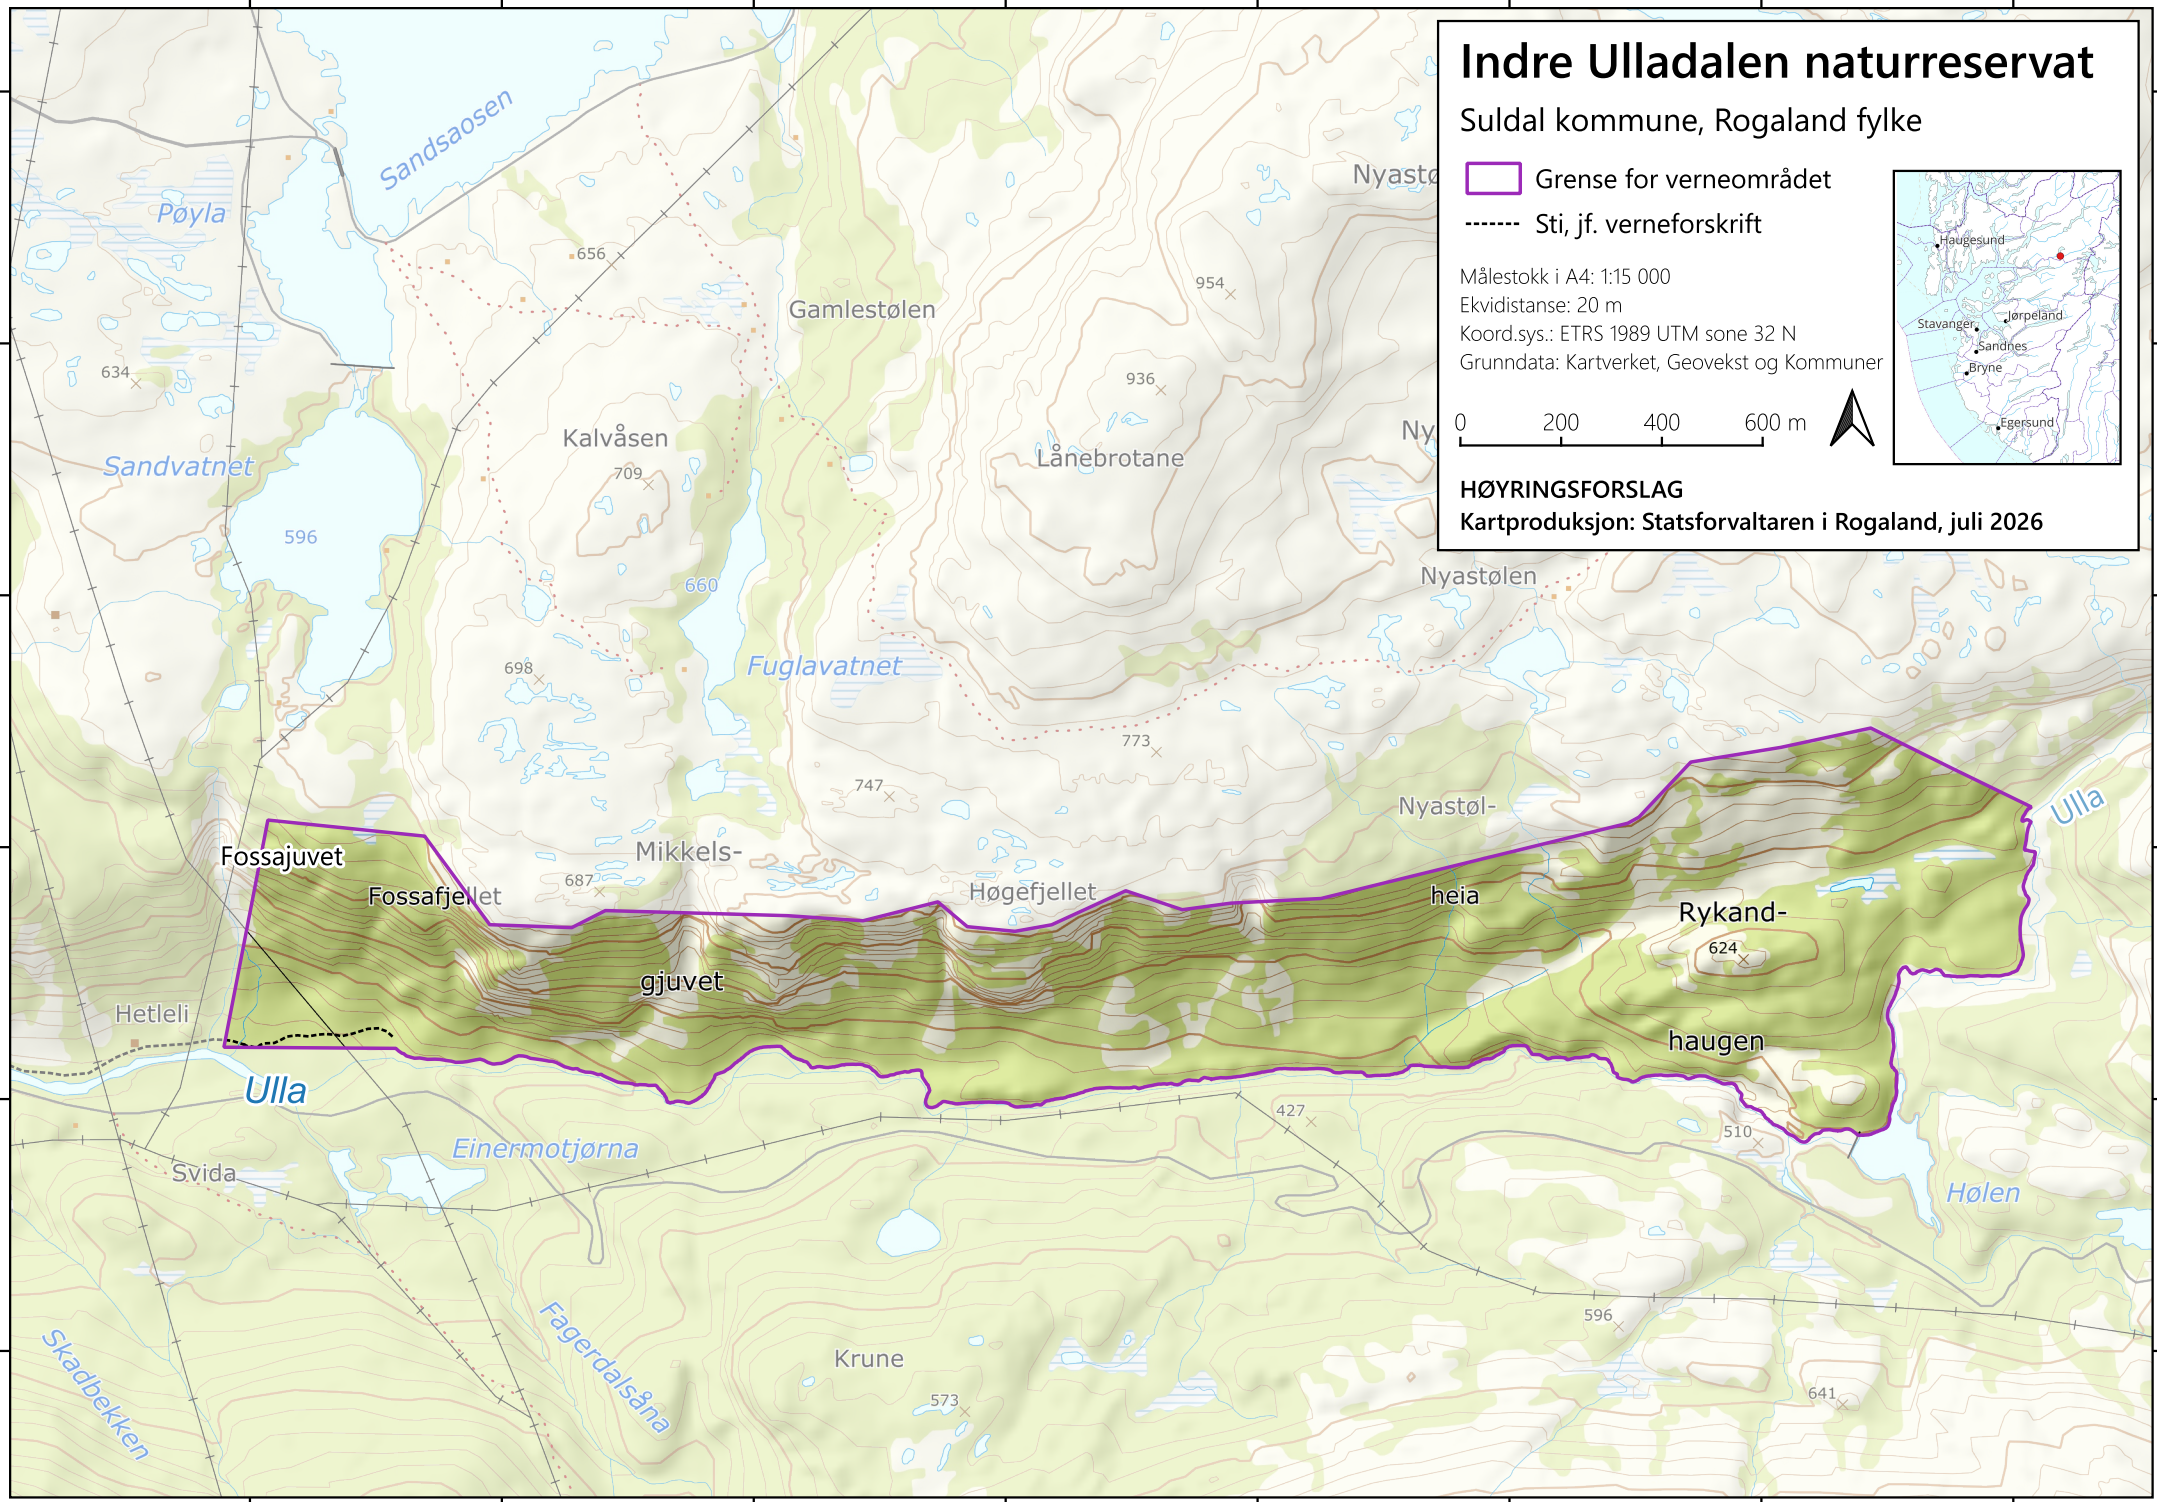 Indre Ulladalen naturreservat
Suldal kommune, Rogaland fylke
Grense for verneområdet
Sti, jf. verneforskrift
Målestokk i A4: 1:15 000
Ekvidistanse: 20 m
Koord.sys.: ETRS 1989 UTM sone 32 N
Grunndata: Kartverket, Geovekst og Kommuner
0 200 400 600 m
HØYRINGSFORSLAG
Kartproduksjon: Statsforvaltaren i Rogaland, juli 2026
Haugesund
Stavanger
Jørpeland
Sandnes
Bryne
Egersund
Sandsaosen
Pøyla
Nyastø
656
954
Gamlestølen
634
936
Kalvåsen
Ny
Lånebrotane
Sandvatnet
709
596
660
Nyastølen
698
Fuglavatnet
773
747
Nyastøl-
Ulla
Fossajuvet
Mikkels-
687
Fossafjellet
Høgefjellet
heia
Rykand-
624
gjuvet
Hetleli
haugen
Ulla
427
510
Einermotjørna
Svida
Hølen
596
Fagerdalsåna
Skadbekken
Krune
573
641